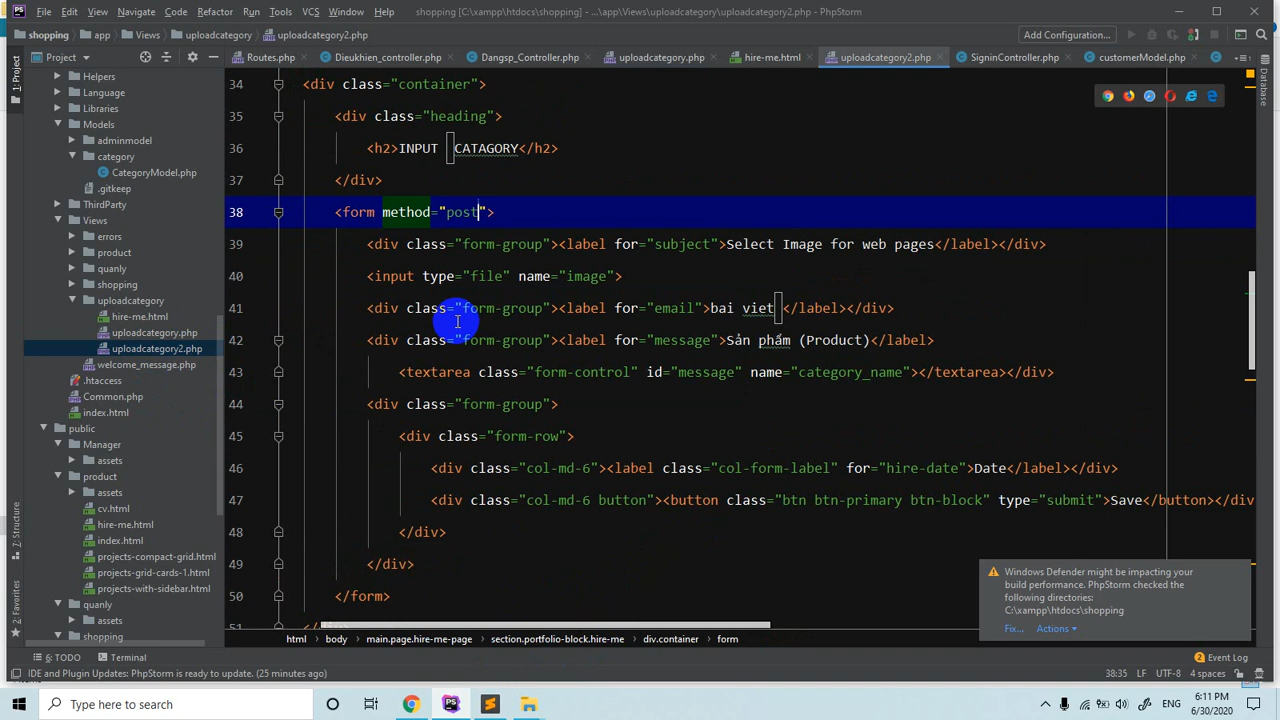 File Edit View Navigate Code Refactor Run Tools VCS Window Help shopping [C:\xampp\htdocs\shopping] - ...\app\Views\uploadcategory\uploadcategory2.php - PhpStorm
shopping app Views uploadcategory uploadcategory2.php Add Configuration...
Project Routes.php Dieukhien_controller.php Dangsp_Controller.php uploadcategory.php hire-me.html uploadcategory2.php SigninController.php customerModel.php
1: Project
7: Structure
2: Favorites
Database
Helpers
Language
Libraries
Models
adminmodel
category
CategoryModel.php
.gitkeep
ThirdParty
Views
errors
product
quanly
shopping
uploadcategory
hire-me.html
uploadcategory.php
uploadcategory2.php
welcome_message.php
.htaccess
Common.php
index.html
public
Manager
assets
product
assets
cv.html
hire-me.html
index.html
projects-compact-grid.html
projects-grid-cards-1.html
projects-with-sidebar.html
quanly
assets
shopping
34 <div class="container">
35 <div class="heading">
36 <h2>INPUT CATAGORY</h2>
37 </div>
38 <form method="post">
39 <div class="form-group"><label for="subject">Select Image for web pages</label></div>
40 <input type="file" name="image">
41 <div class="form-group"><label for="email">bai viet </label></div>
42 <div class="form-group"><label for="message">Sản phẩm (Product)</label>
43 <textarea class="form-control" id="message" name="category_name"></textarea></div>
44 <div class="form-group">
45 <div class="form-row">
46 <div class="col-md-6"><label class="col-form-label" for="hire-date">Date</label></div>
47 <div class="col-md-6 button"><button class="btn btn-primary btn-block" type="submit">Save</button></div
48 </div>
49 </div>
50 </form>
51
Windows Defender might be impacting your
build performance. PhpStorm checked the
following directories:
C:\xampp\htdocs\shopping
Fix... Actions
html body main.page.hire-me-page section.portfolio-block.hire-me div.container form
6: TODO Terminal Event Log
IDE and Plugin Updates: PhpStorm is ready to update. (25 minutes ago) 38:35 LF UTF-8 4 spaces
Type here to search ENG 6:11 PM
6/30/2020